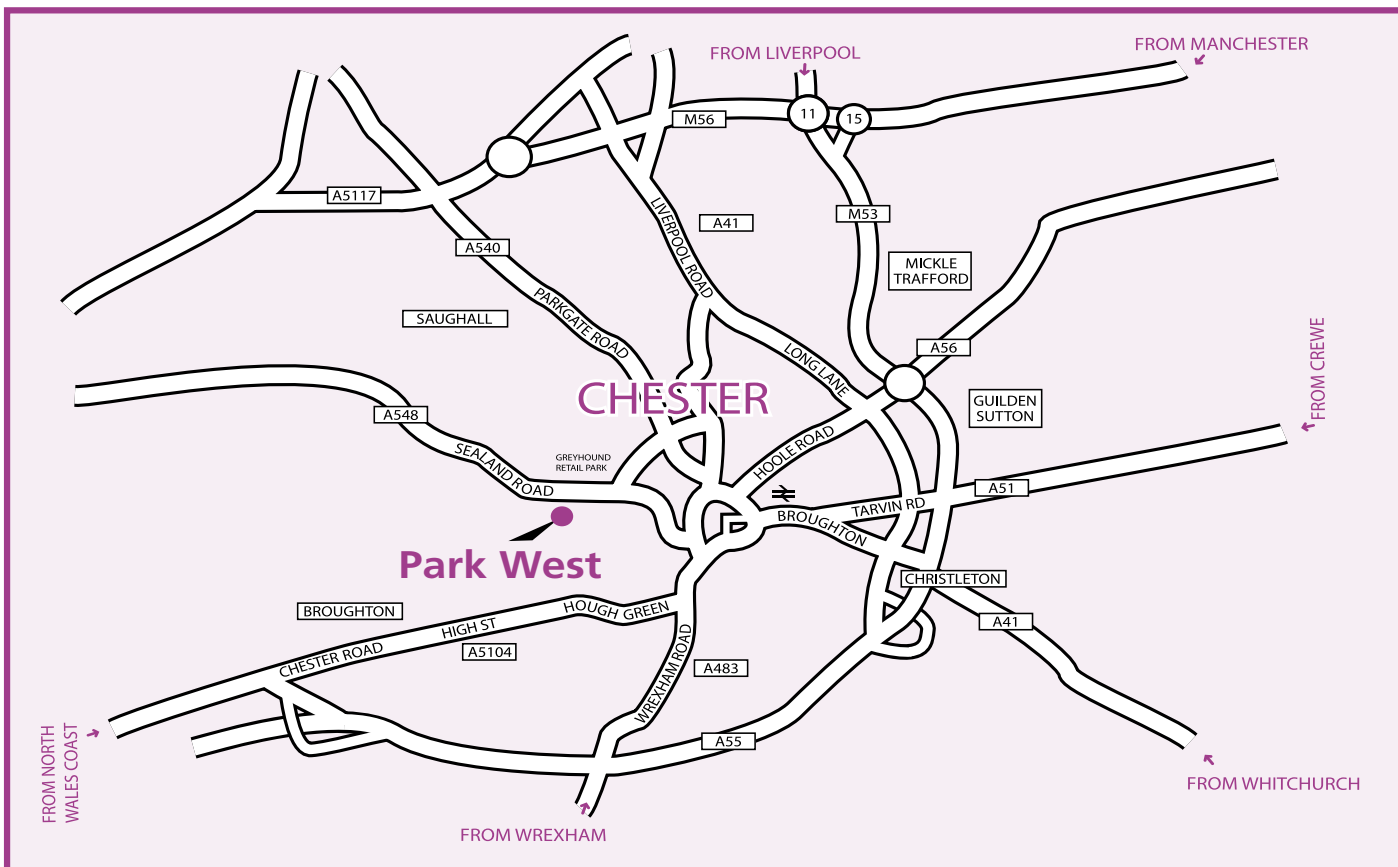 FROM LIVERPOOL
FROM MANCHESTER
11
15
M56
A5117
M53
A41
LIVERPOOL ROAD
A540
MICKLE
TRAFFORD
PARKGATE ROAD
SAUGHALL
A56
LONG LANE
FROM CREWE
CHESTER
GUILDEN
SUTTON
A548
HOOLE ROAD
SEALAND ROAD
GREYHOUND
RETAIL PARK
A51
TARVIN RD
BROUGHTON
Park West
CHRISTLETON
BROUGHTON
HOUGH GREEN
A41
HIGH ST
A5104
CHESTER ROAD
WREXHAM ROAD
A483
A55
FROM NORTH
WALES COAST
FROM WHITCHURCH
FROM WREXHAM